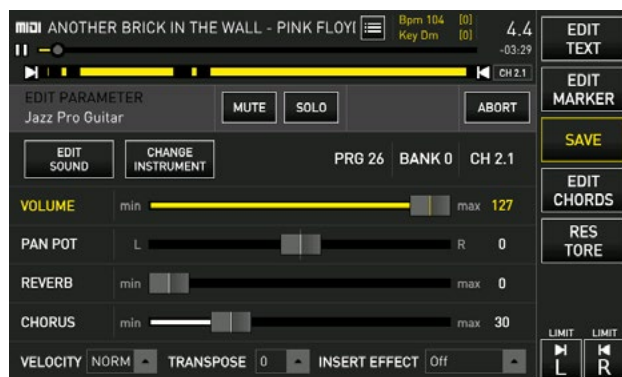 MIDI ANOTHER BRICK IN THE WALL - PINK FLOYI
Bpm 104 [0]
Key Dm [0]
4.4
-03:29
CH 2.1
EDIT PARAMETER
Jazz Pro Guitar
MUTE
SOLO
ABORT
EDIT SOUND
CHANGE INSTRUMENT
PRG 26 BANK 0 CH 2.1
VOLUME min max 127
PAN POT L R 0
REVERB min max 0
CHORUS min max 30
VELOCITY NORM TRANSPOSE 0 INSERT EFFECT Off
EDIT
TEXT
EDIT
MARKER
SAVE
EDIT
CHORDS
RES
TORE
LIMIT LIMIT
L R